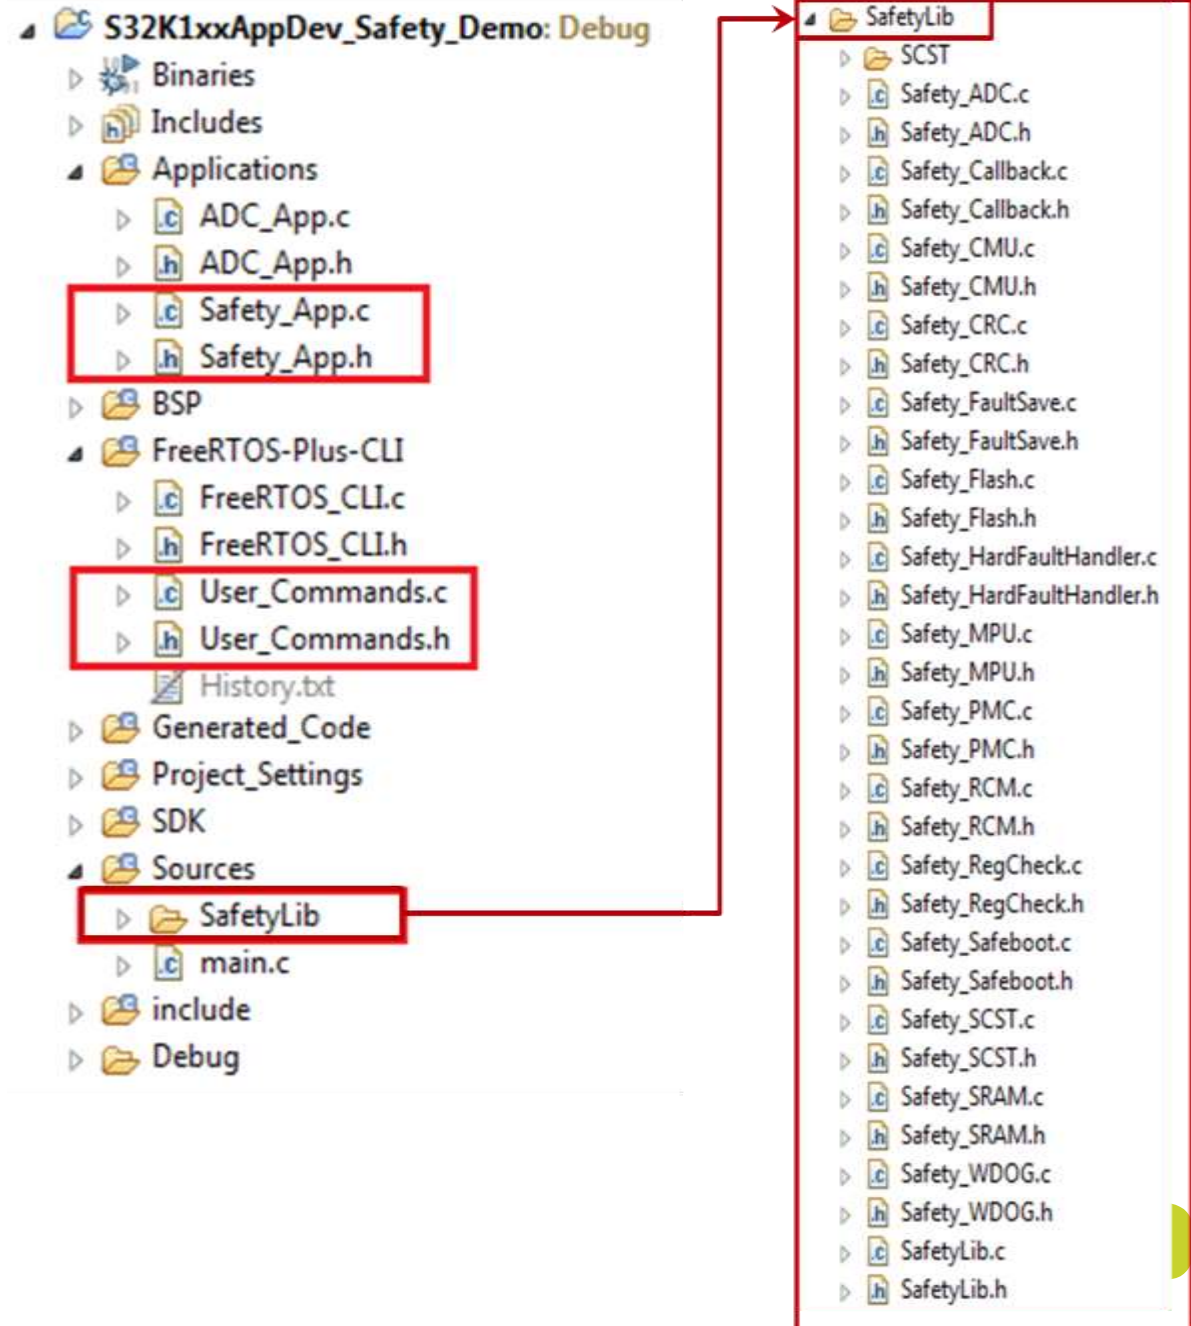 S32K1xxAppDev_Safety_Demo: Debug
Binaries
Includes
Applications
ADC_App.c
ADC_App.h
Safety_App.c
Safety_App.h
BSP
FreeRTOS-Plus-CLI
FreeRTOS_CLI.c
FreeRTOS_CLI.h
User_Commands.c
User_Commands.h
History.txt
Generated_Code
Project_Settings
SDK
Sources
SafetyLib
main.c
include
Debug
SafetyLib
SCST
Safety_ADC.c
Safety_ADC.h
Safety_Callback.c
Safety_Callback.h
Safety_CMU.c
Safety_CMU.h
Safety_CRC.c
Safety_CRC.h
Safety_FaultSave.c
Safety_FaultSave.h
Safety_Flash.c
Safety_Flash.h
Safety_HardFaultHandler.c
Safety_HardFaultHandler.h
Safety_MPU.c
Safety_MPU.h
Safety_PMC.c
Safety_PMC.h
Safety_RCM.c
Safety_RCM.h
Safety_RegCheck.c
Safety_RegCheck.h
Safety_Safeboot.c
Safety_Safeboot.h
Safety_SCST.c
Safety_SCST.h
Safety_SRAM.c
Safety_SRAM.h
Safety_WDOG.c
Safety_WDOG.h
SafetyLib.c
SafetyLib.h